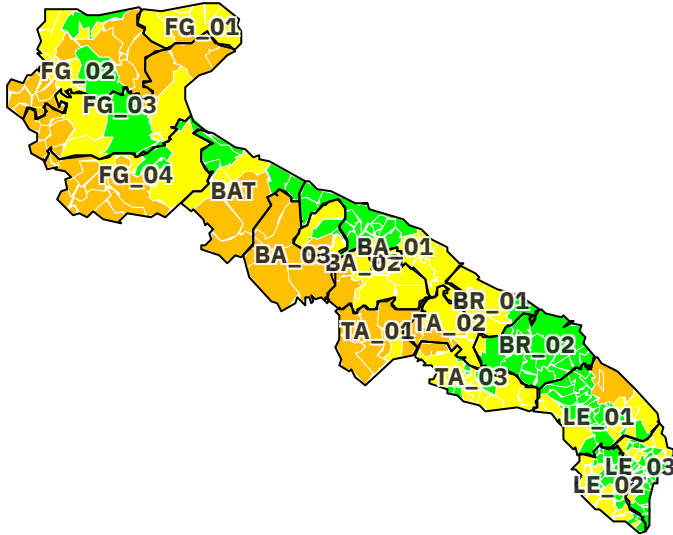 FG_01
FG_02
FG_03
FG_04
BAT
BA_01
BA_03
BA_02
BR_01
TA_01
TA_02
BR_02
TA_03
LE_01
LE_03
LE_02